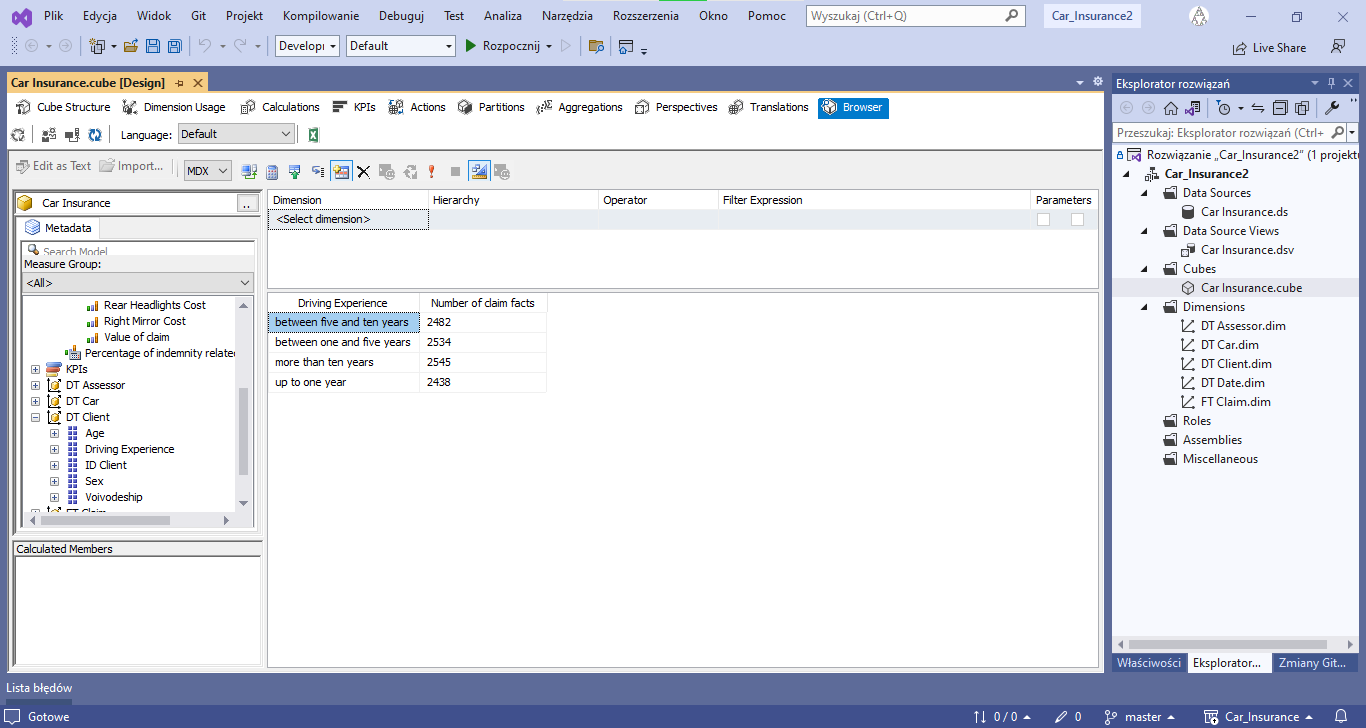 Plik Edycja Widok Git Projekt Kompilowanie Debuguj Test Analiza Narzędzia Rozszerzenia Okno Pomoc Wyszukaj (Ctrl+Q) Car_Insurance2
Developi Default Rozpocznij Live Share
Car Insurance.cube [Design]
Cube Structure Dimension Usage Calculations KPIs Actions Partitions Aggregations Perspectives Translations Browser
Language: Default
Edit as Text Import... MDX
Car Insurance ..
Metadata
Search Model
Measure Group:
<All>
Rear Headlights Cost
Right Mirror Cost
Value of claim
Percentage of indemnity related
KPIs
DT Assessor
DT Car
DT Client
Age
Driving Experience
ID Client
Sex
Voivodeship
FT Claim
Calculated Members
Dimension Hierarchy Operator Filter Expression Parameters
<Select dimension>
Driving Experience Number of claim facts
between five and ten years 2482
between one and five years 2534
more than ten years 2545
up to one year 2438
Eksplorator rozwiązań
Przeszukaj: Eksplorator rozwiązań (Ctrl+
Rozwiązanie „Car_Insurance2” (1 projektu
Car_Insurance2
Data Sources
Car Insurance.ds
Data Source Views
Car Insurance.dsv
Cubes
Car Insurance.cube
Dimensions
DT Assesor.dim
DT Car.dim
DT Client.dim
DT Date.dim
FT Claim.dim
Roles
Assemblies
Miscellaneous
Właściwości Eksplorator... Zmiany Git...
Lista błędów
Gotowe 0 / 0 0 master Car_Insurance